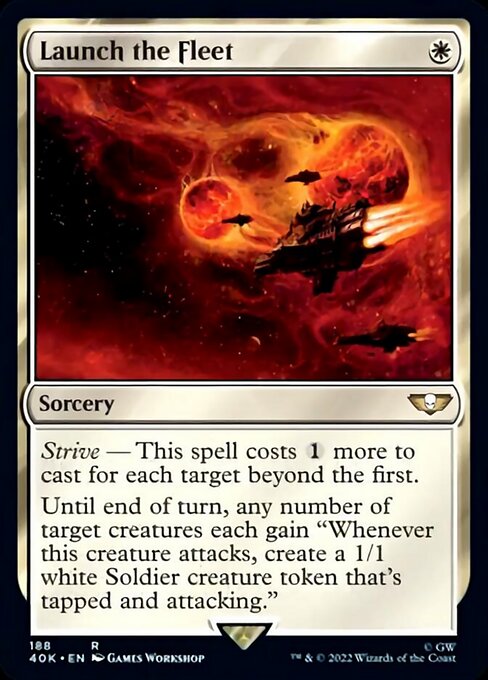 Launch the Fleet
Sorcery
Strive — This spell costs 1 more to
cast for each target beyond the first.
Until end of turn, any number of
target creatures each gain “Whenever
this creature attacks, create a 1/1
white Soldier creature token that’s
tapped and attacking.”
188 R
40K • EN Games Workshop
© GW
™ & © 2022 Wizards of the Coast